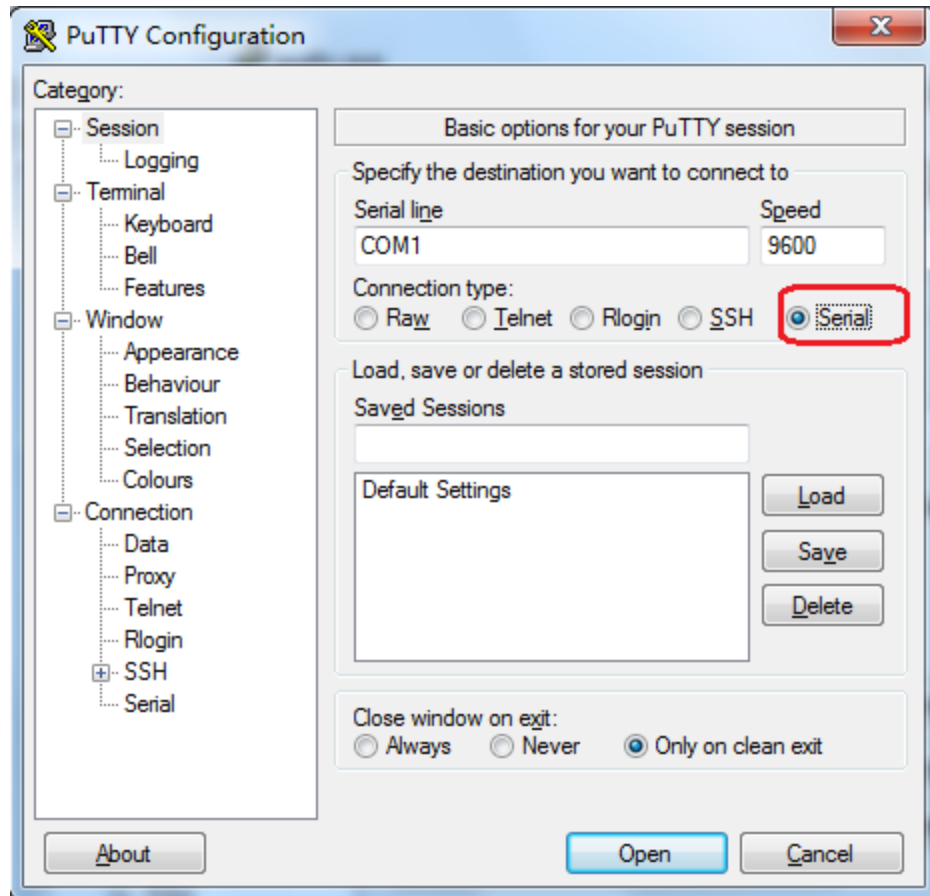 PuTTY Configuration
x
Category:
Session
Logging
Terminal
Keyboard
Bell
Features
Window
Appearance
Behaviour
Translation
Selection
Colours
Connection
Data
Proxy
Telnet
Rlogin
SSH
Serial
Basic options for your PuTTY session
Specify the destination you want to connect to
Serial line Speed
COM1 9600
Connection type:
Raw Telnet Rlogin SSH Serial
Load, save or delete a stored session
Saved Sessions
Default Settings
Load
Save
Delete
Close window on exit:
Always Never Only on clean exit
About Open Cancel